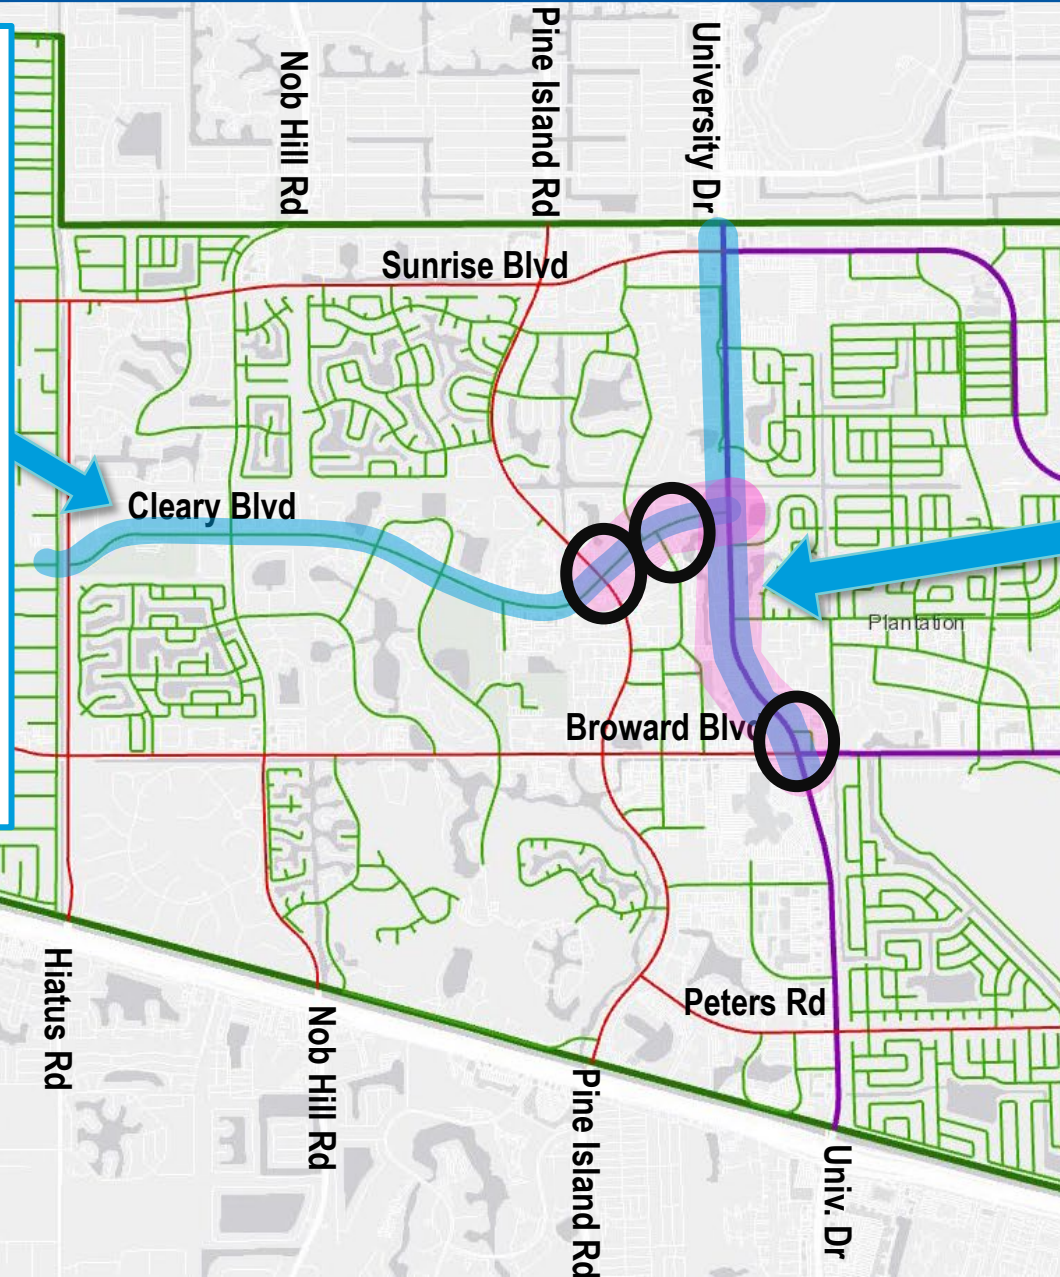 Pine Island Rd
University Dr
Nob Hill Rd
Sunrise Blvd
Cleary Blvd
Plantation
Broward Blvd
Hiatus Rd
Peters Rd
Nob Hill Rd
Pine Island Rd
Univ. Dr